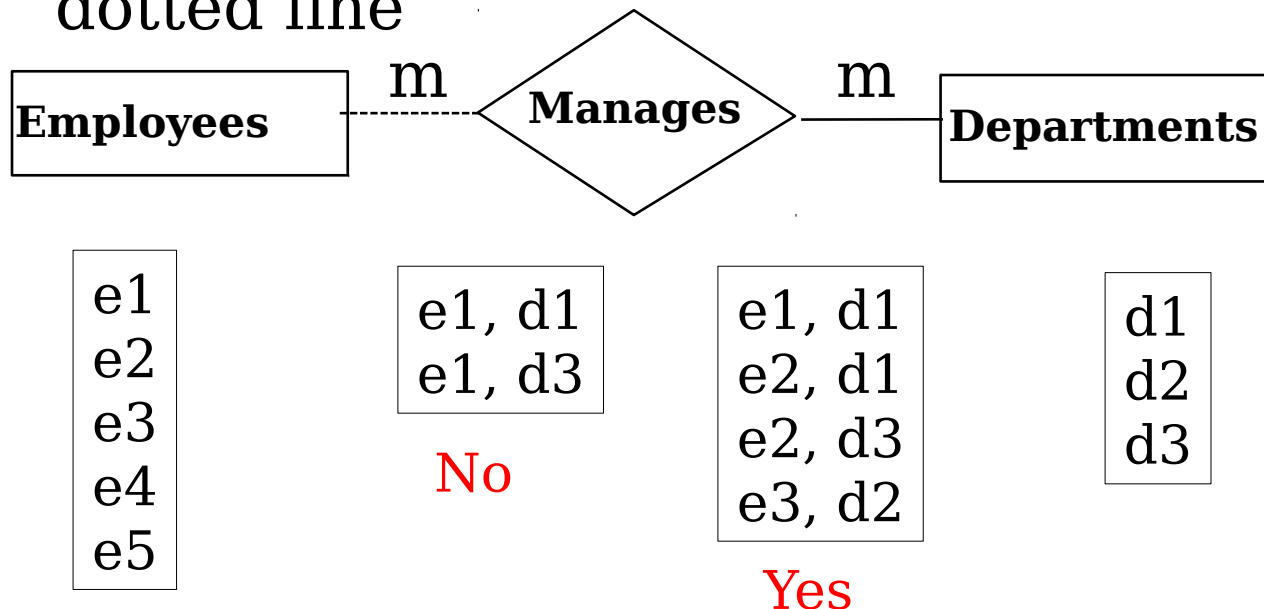 dotted line
m
m
Employees
Manages
Departments
e1
e2
e3
e4
e5
e1, d1
e1, d3
No
e1, d1
e2, d1
e2, d3
e3, d2
Yes
d1
d2
d3